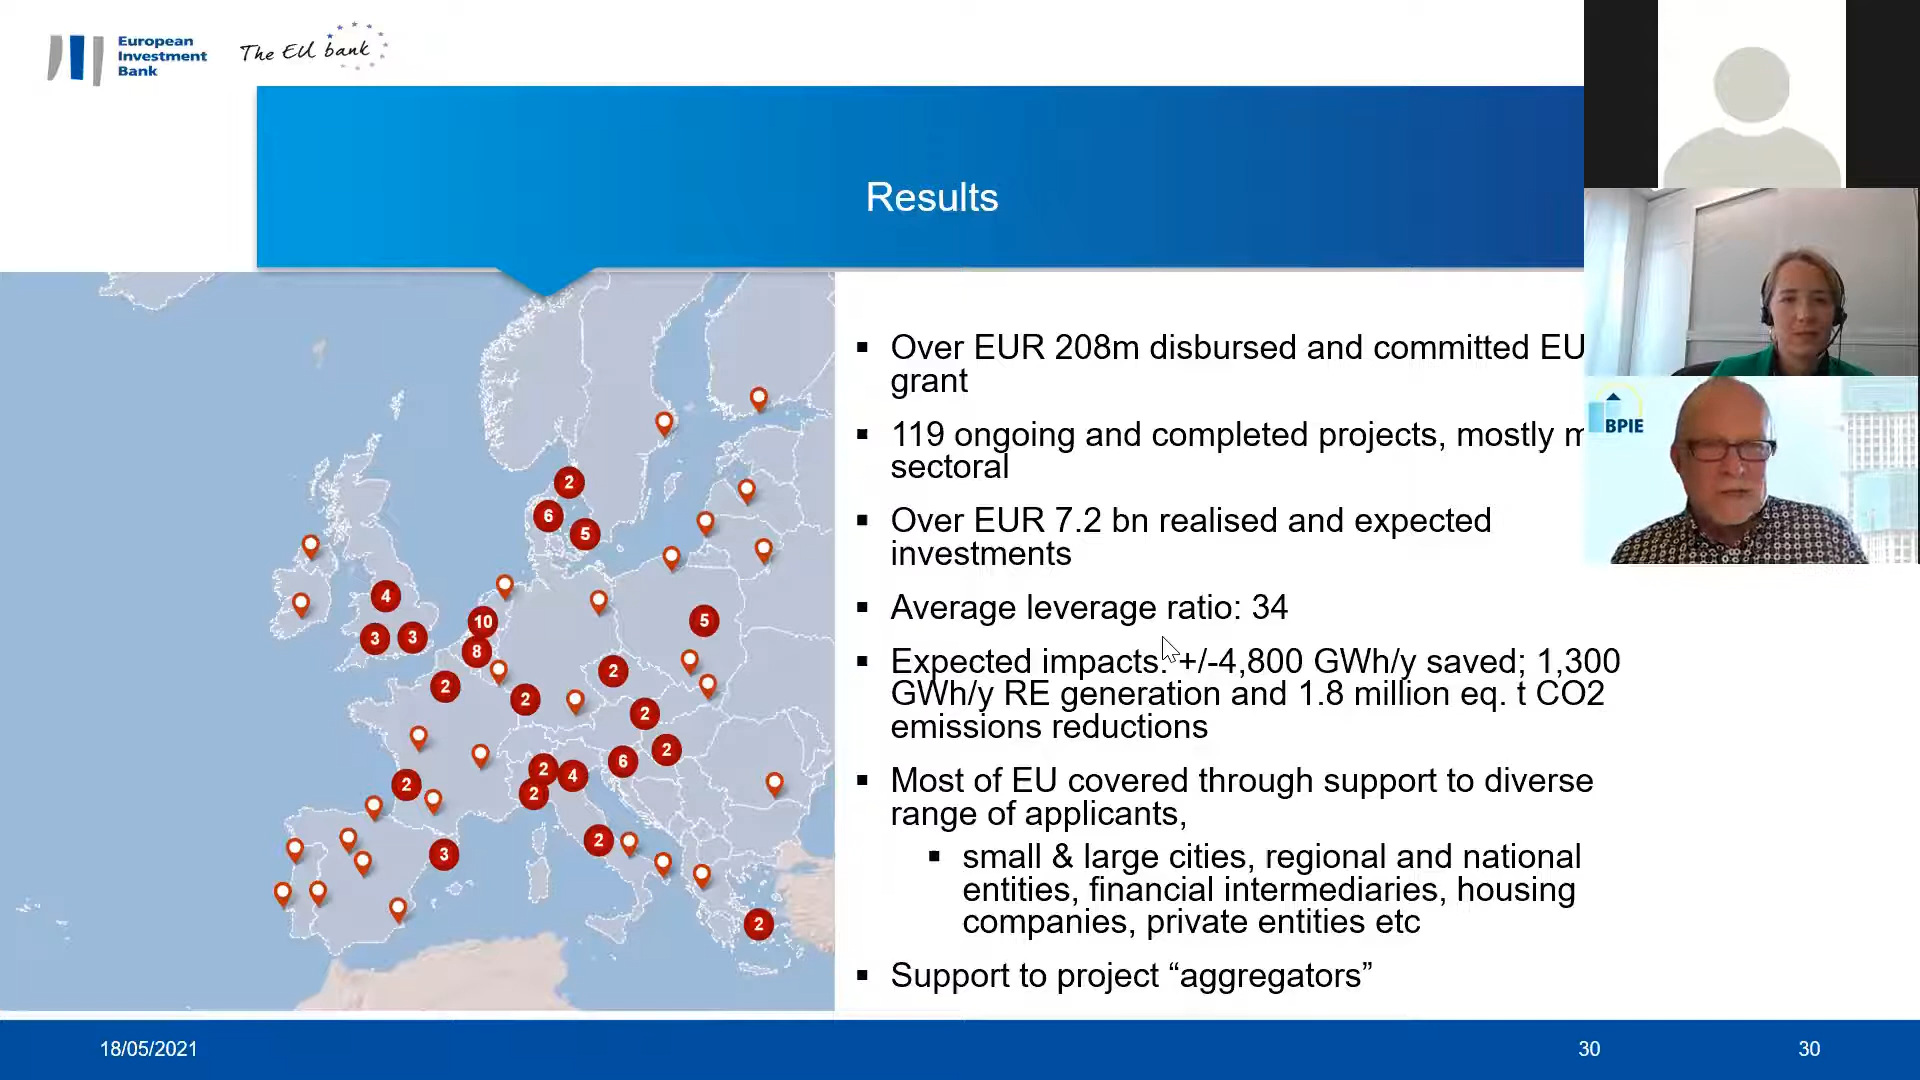 European
Investment
Bank
The EU bank
Results
Over EUR 208m disbursed and committed EU
grant
119 ongoing and completed projects, mostly
sectoral
Over EUR 7.2 bn realised and expected
investments
Average leverage ratio: 34
Expected impacts: +/-4,800 GWh/y saved; 1,300
GWh/y RE generation and 1.8 million eq. t CO2
emissions reductions
Most of EU covered through support to diverse
range of applicants,
small & large cities, regional and national
entities, financial intermediaries, housing
companies, private entities etc
Support to project “aggregators”
BPIE
2
6
5
4
3
3
10
8
5
2
2
2
2
2
6
2
4
2
2
2
3
2
18/05/2021
30
30